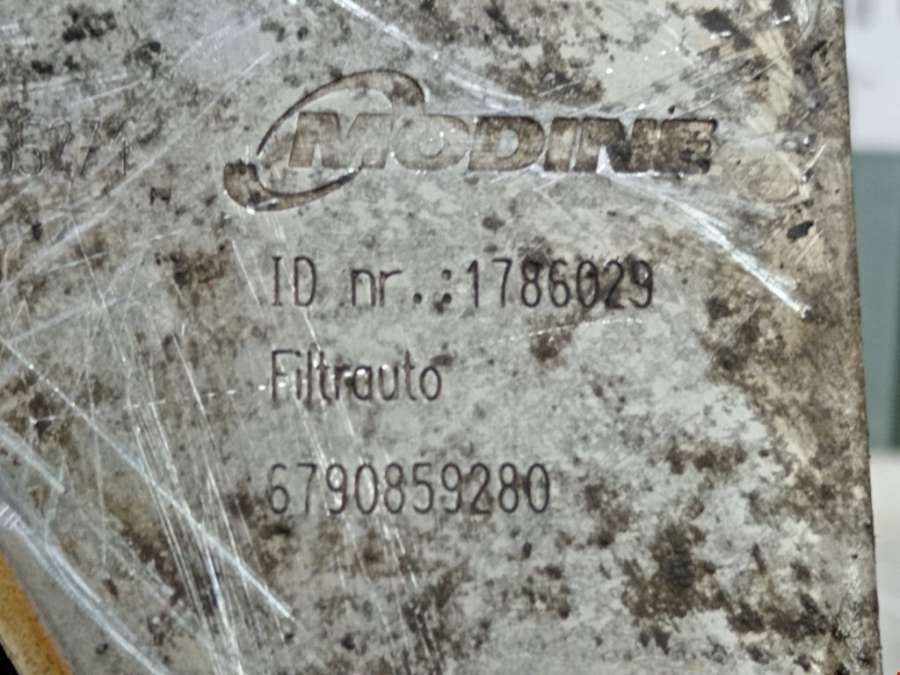 MODINE
ID nr.:1786029
Filtrauto
6790859280